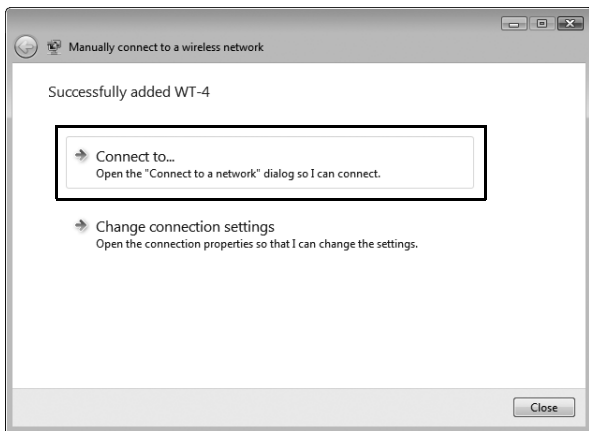 Manually connect to a wireless network
Successfully added WT-4
Connect to...
Open the "Connect to a network" dialog so I can connect.
Change connection settings
Open the connection properties so that I can change the settings.
Close